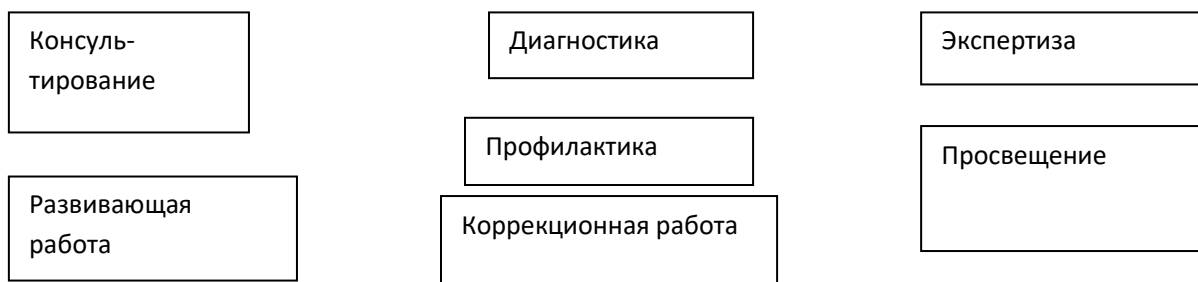 Консуль-
тирование
Диагностика
Экспертиза
Профилактика
Просвещение
Развивающая
работа
Коррекционная работа